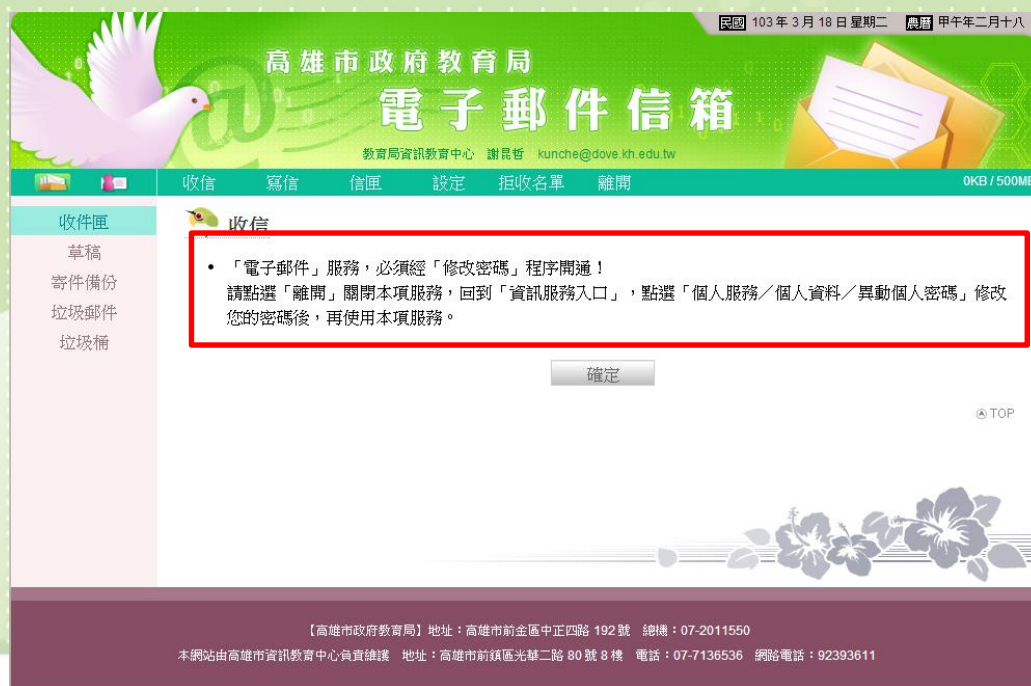 民國 103 年 3 月 18 日 星期二 農曆 甲午年二月十八
高雄市政府教育局
電子郵件信箱
教育局資訊教育中心 謝昆哲 kunche@dove.kh.edu.tw
收信 寫信 信匣 設定 拒收名單 離開 0KB / 500MB
收件匣
草稿
寄件備份
垃圾郵件
垃圾桶
收信
• 「電子郵件」服務，必須經「修改密碼」程序開通！
請點選「離開」關閉本項服務，回到「資訊服務入口」，點選「個人服務／個人資料／異動個人密碼」修改
您的密碼後，再使用本項服務。
確定
TOP
【高雄市政府教育局】地址：高雄市前金區中正四路 192 號 總機：07-2011550
本網站由高雄市資訊教育中心負責維護 地址：高雄市前鎮區光華二路 80 號 8 樓 電話：07-7136536 網路電話：92393611